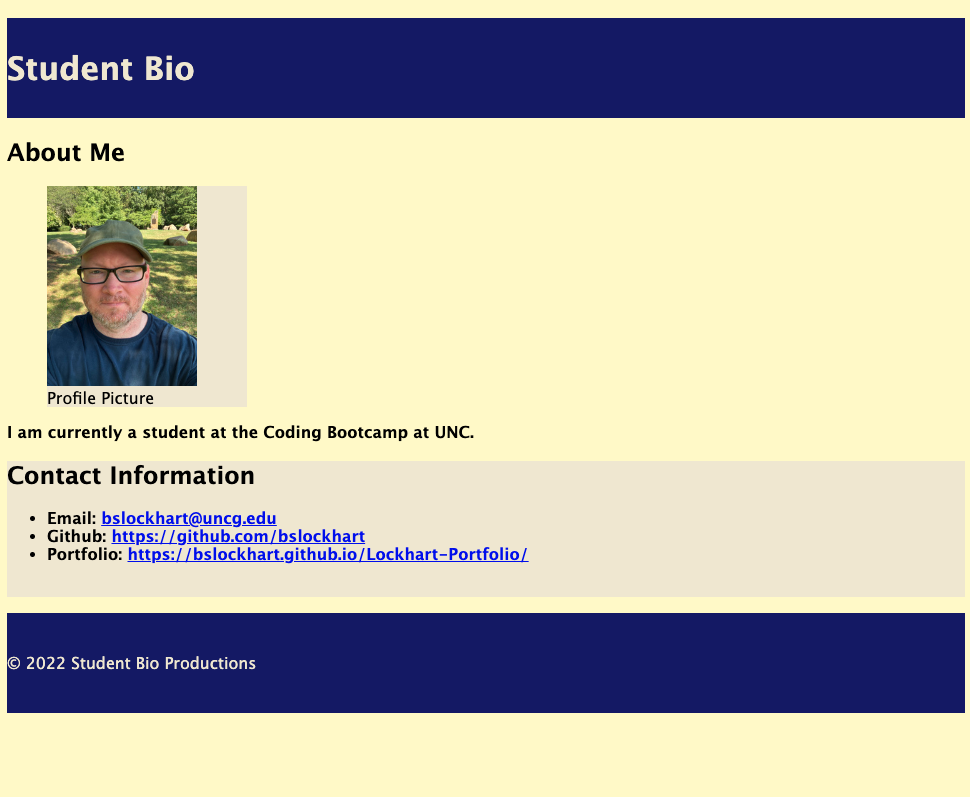 Student Bio
About Me
Profile Picture
I am currently a student at the Coding Bootcamp at UNC.
Contact Information
• Email: bslockhart@uncg.edu
• Github: https://github.com/bslockhart
• Portfolio: https://bslockhart.github.io/Lockhart-Portfolio/
© 2022 Student Bio Productions